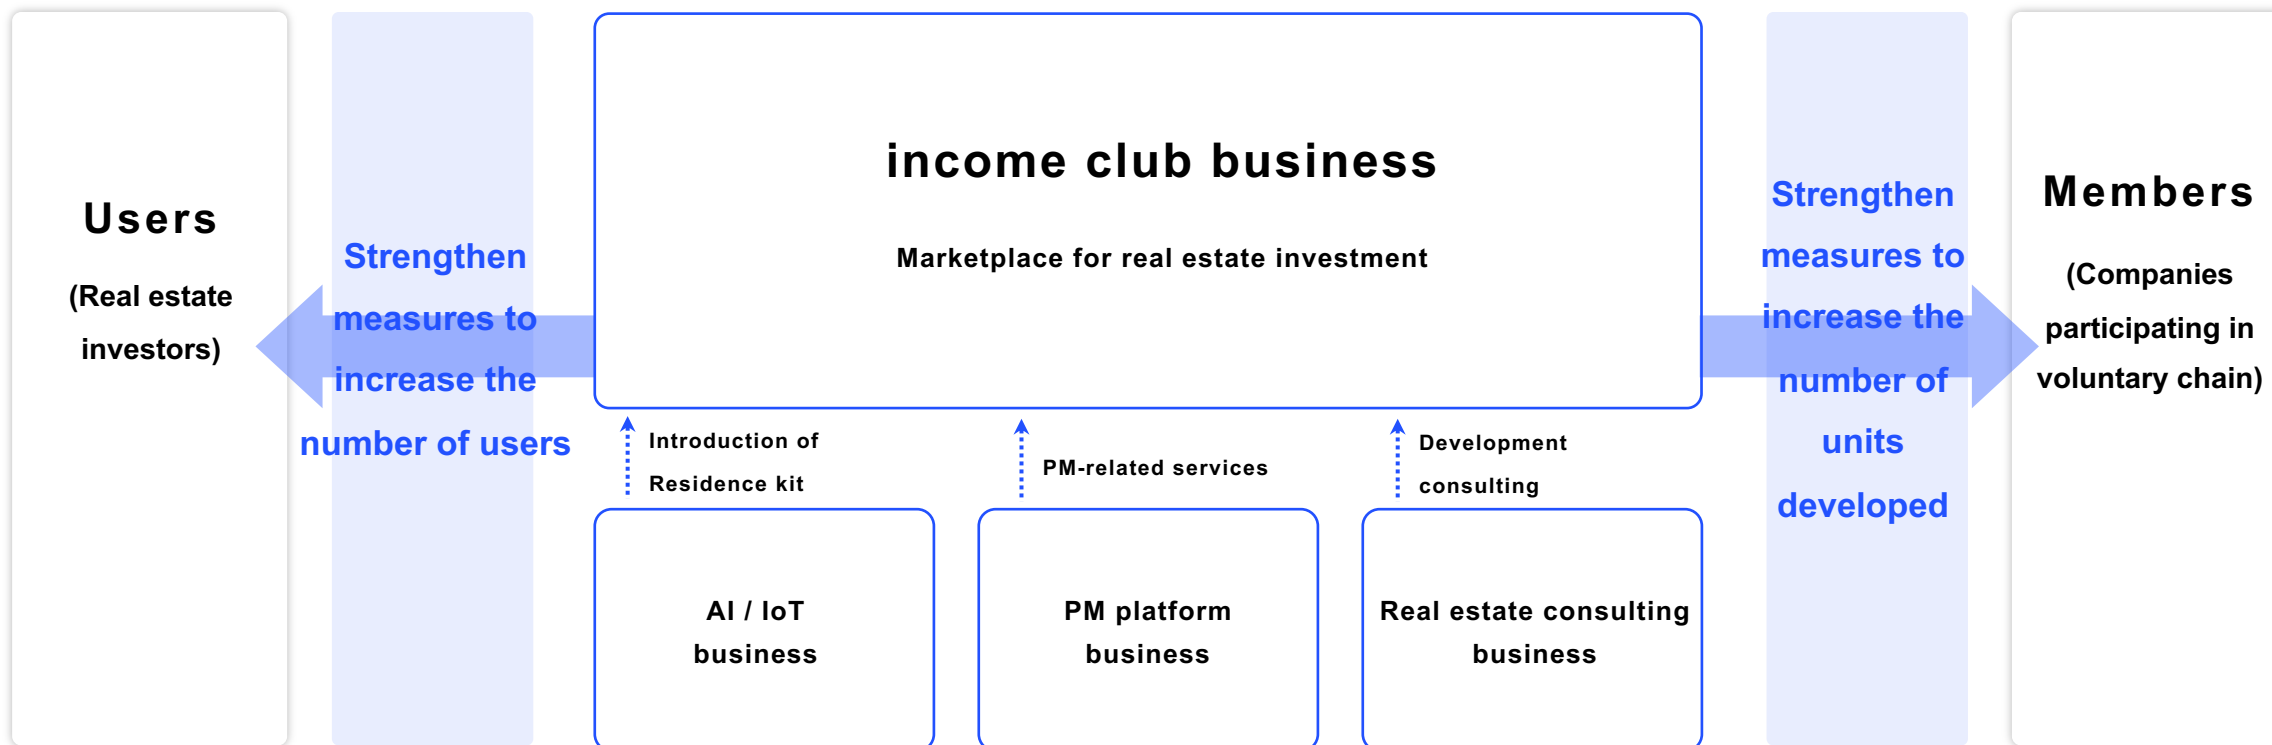 Users
(Real estate
investors)
Strengthen
measures to
increase the
number of users
income club business
Marketplace for real estate investment
Introduction of
Residence kit
PM-related services
Development
consulting
AI / IoT
business
PM platform
business
Real estate consulting
business
Strengthen
measures to
increase the
number of
units
developed
Members
(Companies
participating in
voluntary chain)